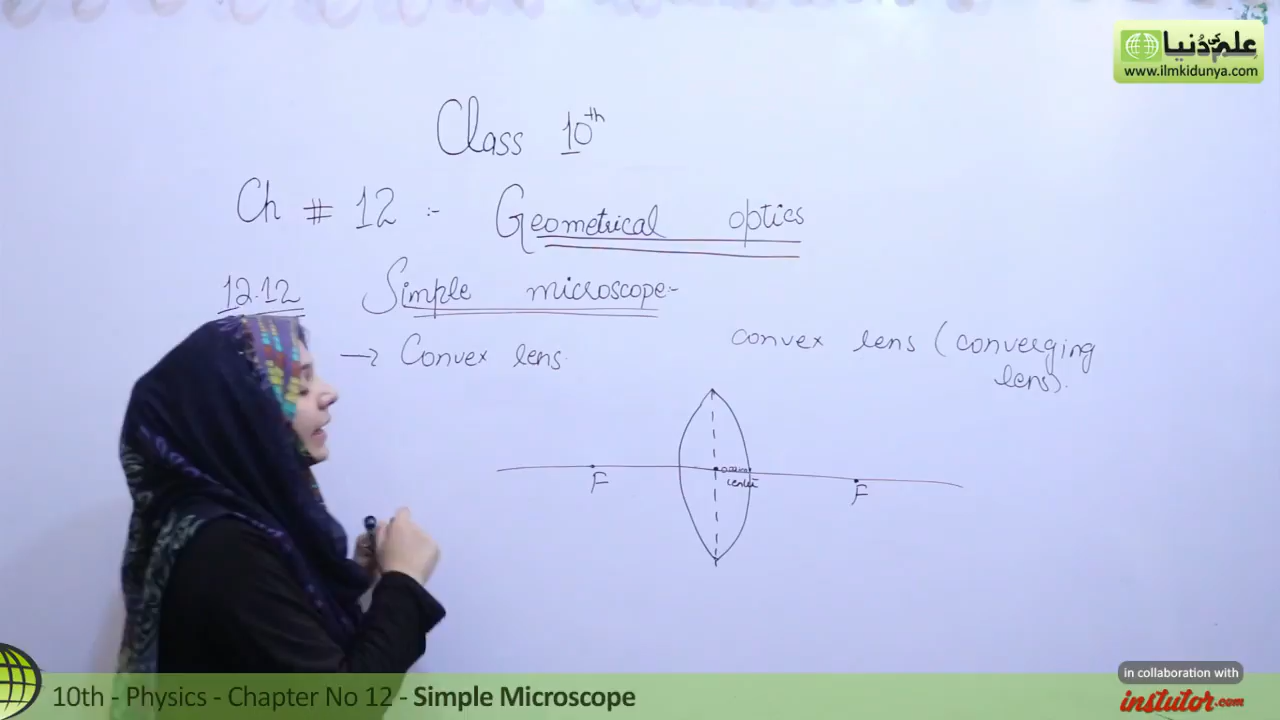 علم کی دنیا
www.ilmkidunya.com
Class 10th
Ch # 12 :- Geometrical optics
12.12 Simple microscope:-
→ Convex lens.
convex lens (converging
lens).
F
center
F
in collaboration with
instutor.com
10th - Physics - Chapter No 12 - Simple Microscope